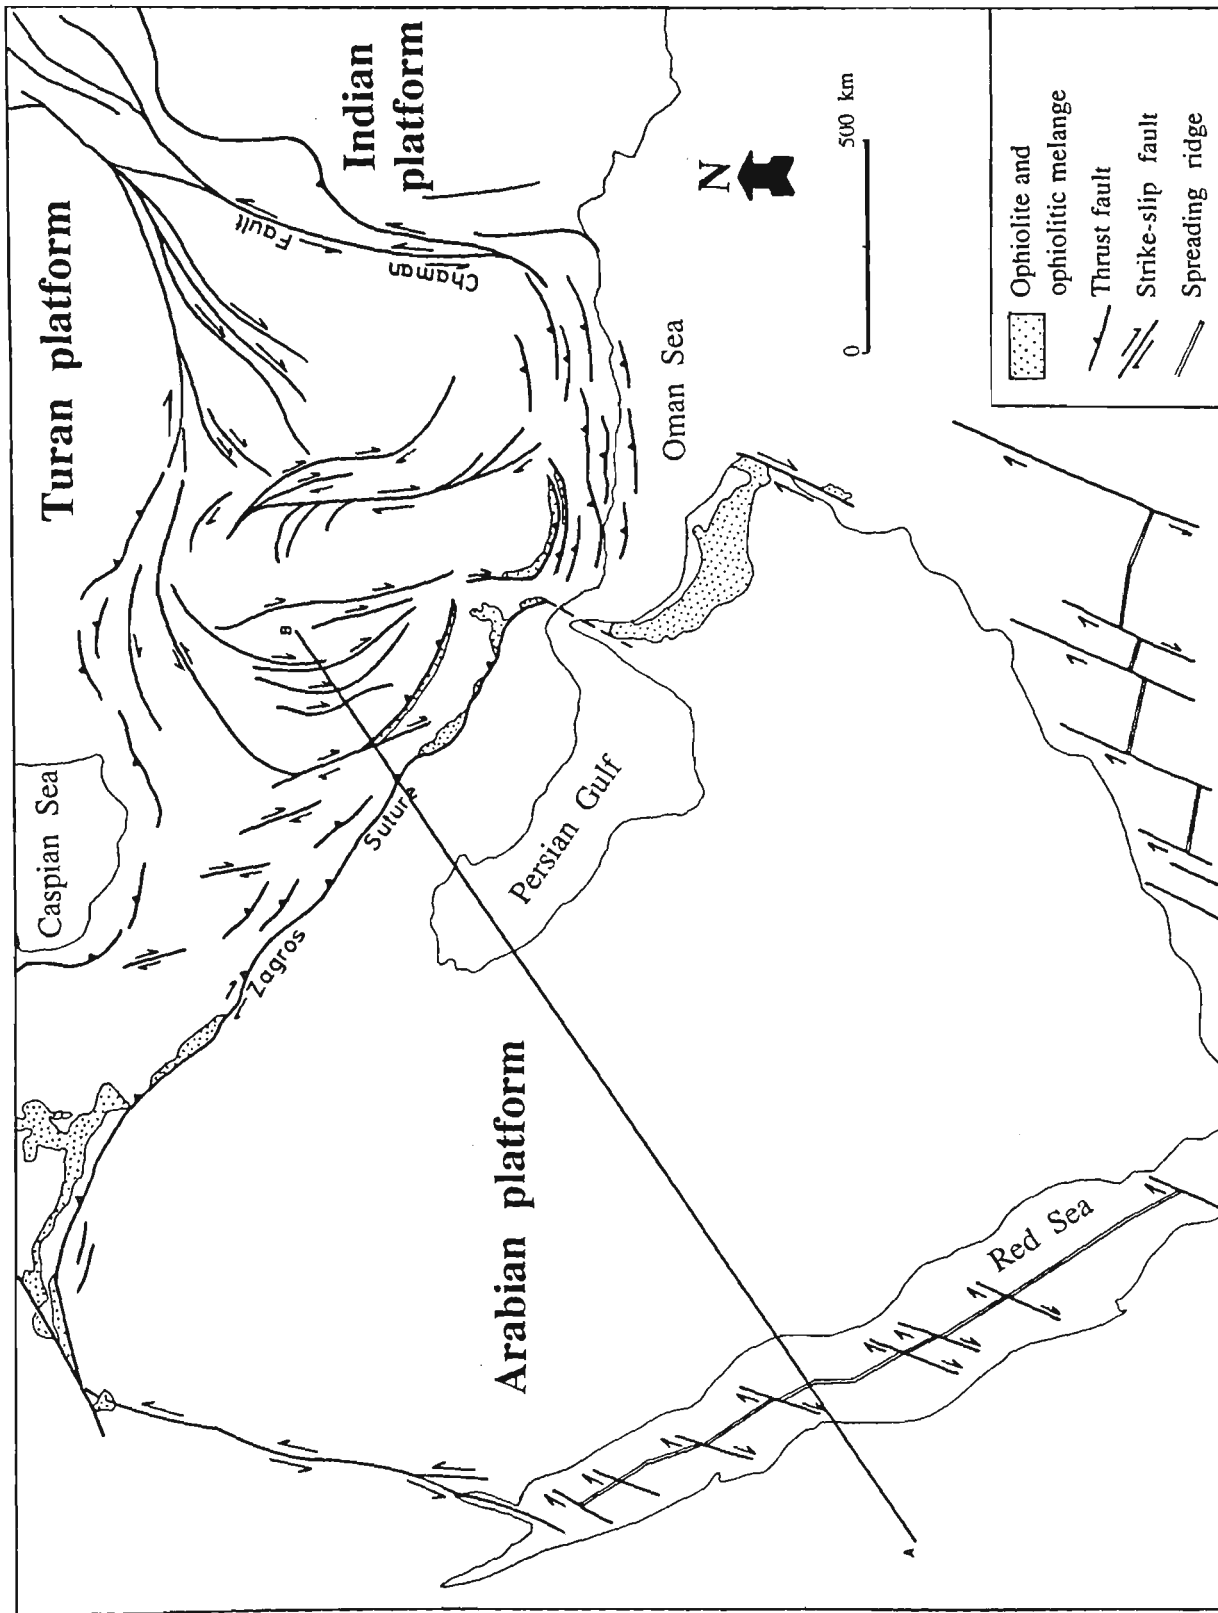 Turan platform
Indian
platform
Caspian Sea
Fault
Chaman
Zagros
Suture
Persian Gulf
Oman Sea
Arabian platform
Red Sea
A
B
N
0
500 km
Ophiolite and
ophiolitic melange
Thrust fault
Strike-slip fault
Spreading ridge